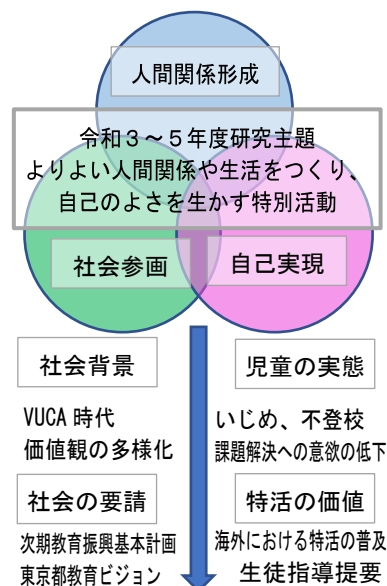 人間関係形成
令和３～５年度研究主題
よりよい人間関係や生活をつくり、
自己のよさを生かす特別活動
社会参画
自己実現
社会背景
VUCA 時代
価値観の多様化
児童の実態
いじめ、不登校
課題解決への意欲の低下
社会の要請
次期教育振興基本計画
東京都教育ビジョン
特活の価値
海外における特活の普及
生徒指導提要